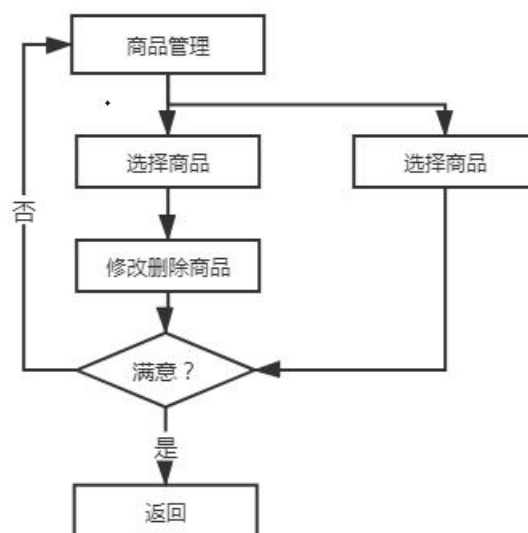 商品管理
选择商品
选择商品
否
修改删除商品
满意？
是
返回